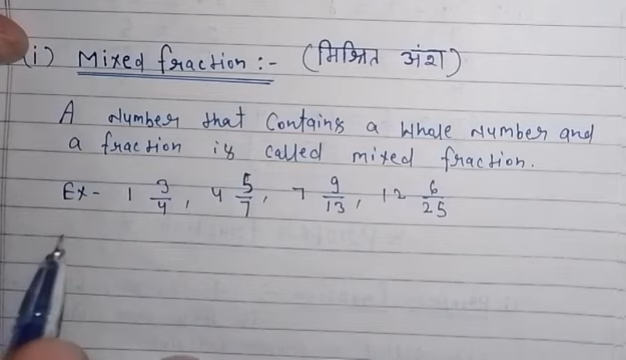 (i) Mixed fraction :- (मिश्रित अंश)
A Number that Contains a Whole Number and
a fraction is called mixed fraction.
Ex- 1 3/4, 4 5/7, 7 9/13, 12 6/25